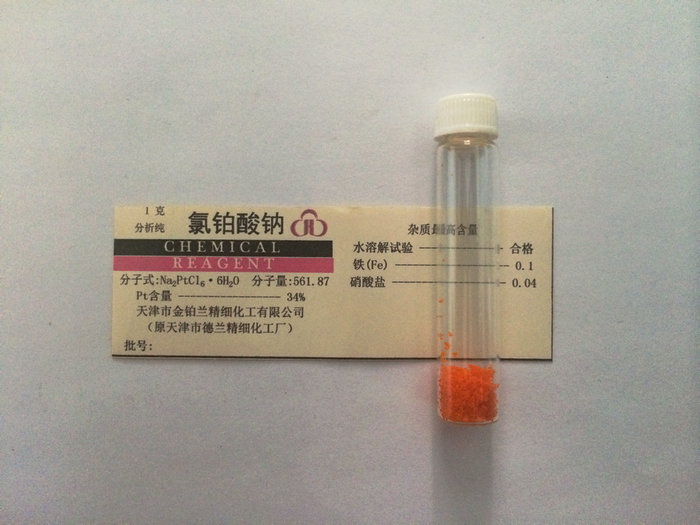 1 克
分析纯
氯铂酸钠
CHEMICAL
REAGENT
分子式:Na₂PtCl₆·6H₂O 分子量:561.87
Pt含量 ------------------ 34%
天津市金铂兰精细化工有限公司
(原天津市德兰精细化工厂)
批号:
杂质最高含量
水溶解试验 ------------------ 合格
铁(Fe) ------------------ 0.1
硝酸盐 ------------------ 0.04